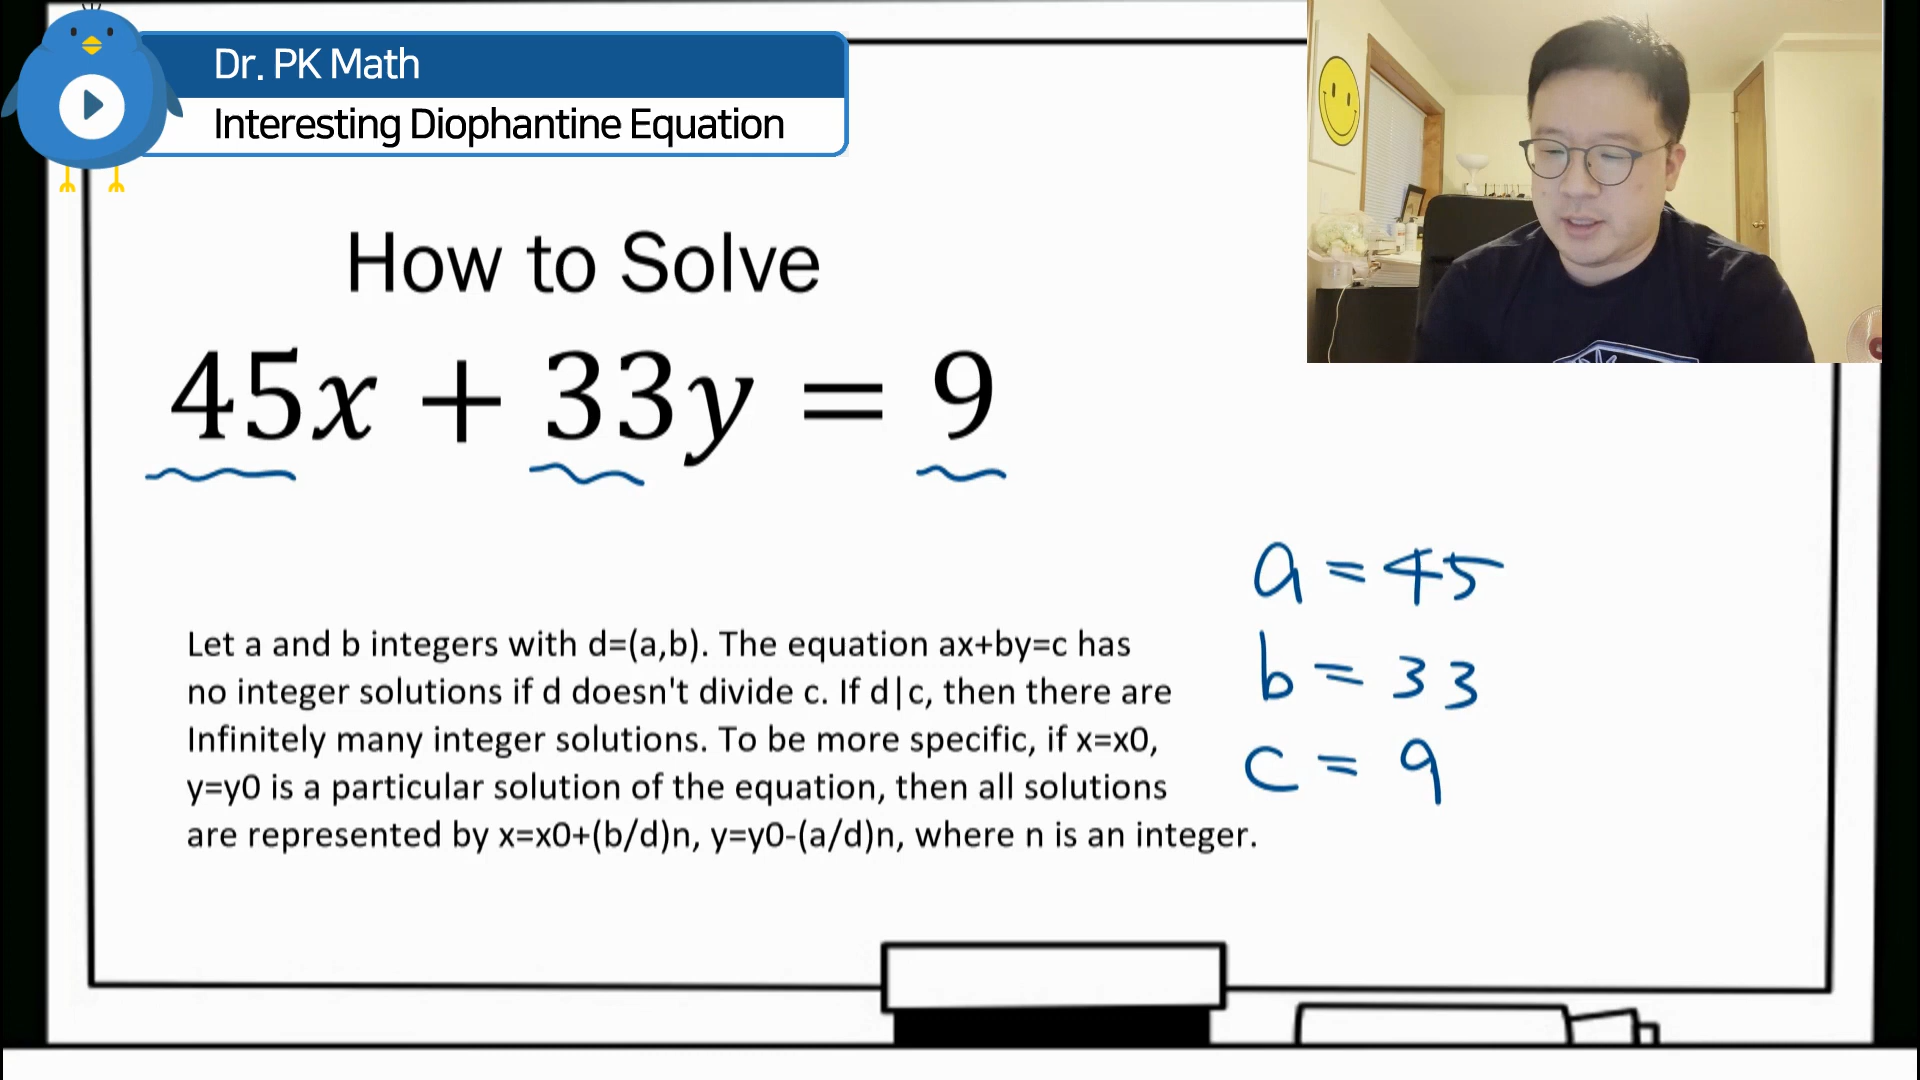 Dr. PK Math
Interesting Diophantine Equation
How to Solve
45x + 33y = 9
a = 45
b = 33
c = 9
Let a and b integers with d=(a,b). The equation ax+by=c has
no integer solutions if d doesn't divide c. If d|c, then there are
Infinitely many integer solutions. To be more specific, if x=x0,
y=y0 is a particular solution of the equation, then all solutions
are represented by x=x0+(b/d)n, y=y0-(a/d)n, where n is an integer.